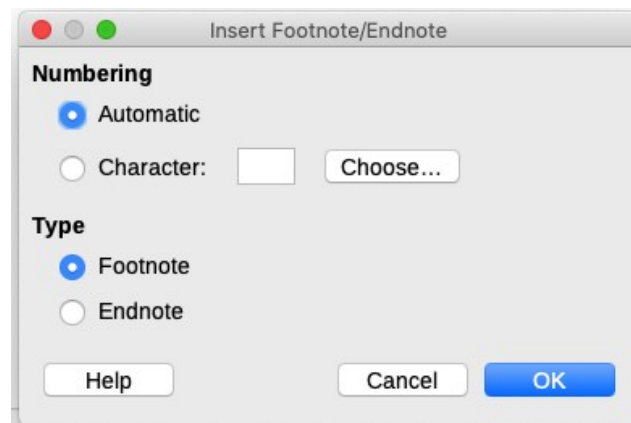 Insert Footnote/Endnote
Numbering
Automatic
Character:
Choose...
Type
Footnote
Endnote
Help
Cancel
OK